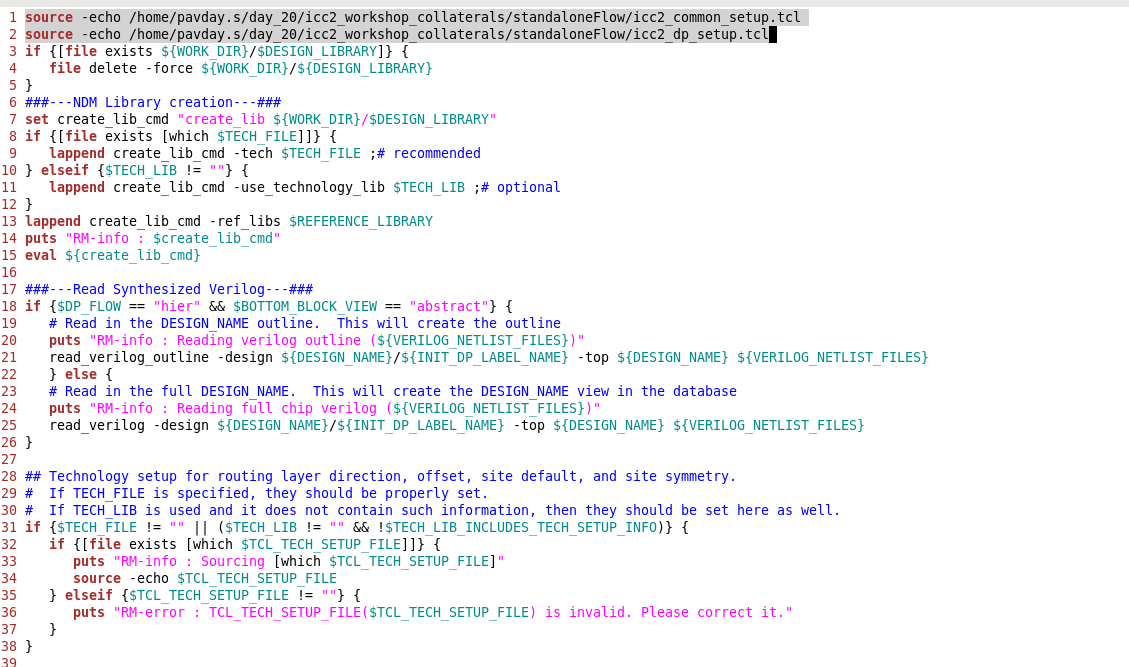 1 source -echo /home/pavday.s/day_20/icc2_workshop_collaterals/standaloneFlow/icc2_common_setup.tcl
2 source -echo /home/pavday.s/day_20/icc2_workshop_collaterals/standaloneFlow/icc2_dp_setup.tcl
3 if {[file exists ${WORK_DIR}/$DESIGN_LIBRARY]} {
4    file delete -force ${WORK_DIR}/${DESIGN_LIBRARY}
5 }
6 ###---NDM Library creation---###
7 set create_lib_cmd "create_lib ${WORK_DIR}/$DESIGN_LIBRARY"
8 if {[file exists [which $TECH_FILE]]} {
9    lappend create_lib_cmd -tech $TECH_FILE ;# recommended
10 } elseif {$TECH_LIB != ""} {
11    lappend create_lib_cmd -use_technology_lib $TECH_LIB ;# optional
12 }
13 lappend create_lib_cmd -ref_libs $REFERENCE_LIBRARY
14 puts "RM-info : $create_lib_cmd"
15 eval ${create_lib_cmd}
16
17 ###---Read Synthesized Verilog---###
18 if {$DP_FLOW == "hier" && $BOTTOM_BLOCK_VIEW == "abstract"} {
19    # Read in the DESIGN_NAME outline.  This will create the outline
20    puts "RM-info : Reading verilog outline (${VERILOG_NETLIST_FILES})"
21    read_verilog_outline -design ${DESIGN_NAME}/${INIT_DP_LABEL_NAME} -top ${DESIGN_NAME} ${VERILOG_NETLIST_FILES}
22    } else {
23    # Read in the full DESIGN_NAME.  This will create the DESIGN_NAME view in the database
24    puts "RM-info : Reading full chip verilog (${VERILOG_NETLIST_FILES})"
25    read_verilog -design ${DESIGN_NAME}/${INIT_DP_LABEL_NAME} -top ${DESIGN_NAME} ${VERILOG_NETLIST_FILES}
26 }
27
28 ## Technology setup for routing layer direction, offset, site default, and site symmetry.
29 #  If TECH_FILE is specified, they should be properly set.
30 #  If TECH_LIB is used and it does not contain such information, then they should be set here as well.
31 if {$TECH_FILE != "" || ($TECH_LIB != "" && !$TECH_LIB_INCLUDES_TECH_SETUP_INFO)} {
32    if {[file exists [which $TCL_TECH_SETUP_FILE]]} {
33       puts "RM-info : Sourcing [which $TCL_TECH_SETUP_FILE]"
34       source -echo $TCL_TECH_SETUP_FILE
35    } elseif {$TCL_TECH_SETUP_FILE != ""} {
36       puts "RM-error : TCL_TECH_SETUP_FILE($TCL_TECH_SETUP_FILE) is invalid. Please correct it."
37    }
38 }
39